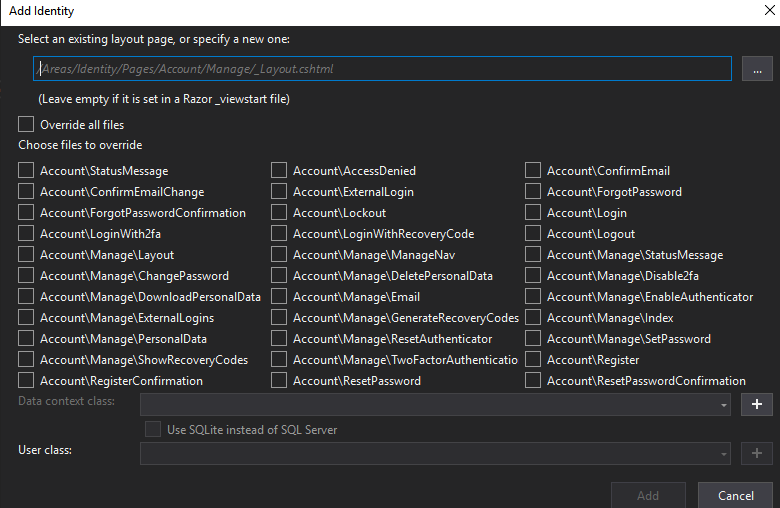 Add Identity
Select an existing layout page, or specify a new one:
/Areas/Identity/Pages/Account/Manage/_Layout.cshtml
...
(Leave empty if it is set in a Razor _viewstart file)
Override all files
Choose files to override
Account\StatusMessage Account\AccessDenied Account\ConfirmEmail
Account\ConfirmEmailChange Account\ExternalLogin Account\ForgotPassword
Account\ForgotPasswordConfirmation Account\Lockout Account\Login
Account\LoginWith2fa Account\LoginWithRecoveryCode Account\Logout
Account\Manage\Layout Account\Manage\ManageNav Account\Manage\StatusMessage
Account\Manage\ChangePassword Account\Manage\DeletePersonalData Account\Manage\Disable2fa
Account\Manage\DownloadPersonalData Account\Manage\Email Account\Manage\EnableAuthenticator
Account\Manage\ExternalLogins Account\Manage\GenerateRecoveryCodes Account\Manage\Index
Account\Manage\PersonalData Account\Manage\ResetAuthenticator Account\Manage\SetPassword
Account\Manage\ShowRecoveryCodes Account\Manage\TwoFactorAuthenticatio Account\Register
Account\RegisterConfirmation Account\ResetPassword Account\ResetPasswordConfirmation
Data context class:
+
Use SQLite instead of SQL Server
User class:
+
Add Cancel